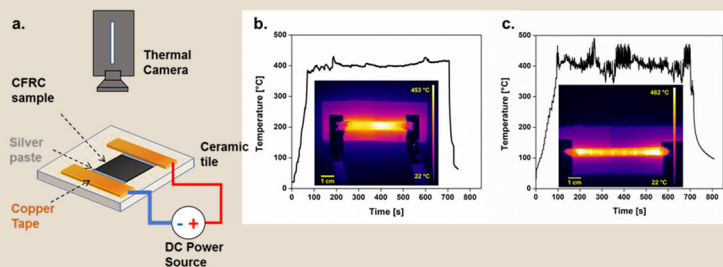 a.
Thermal
Camera
CFRC
sample
Silver
paste
Copper
Tape
Ceramic
tile
- +
DC Power
Source
b.
Temperature [°C]
500
400
300
200
100
0
0 100 200 300 400 500 600 700 800
Time [s]
453 °C
22 °C
1 cm
c.
Temperature [°C]
500
400
300
200
100
0
0 100 200 300 400 500 600 700 800 900
Time [s]
462 °C
22 °C
1 cm